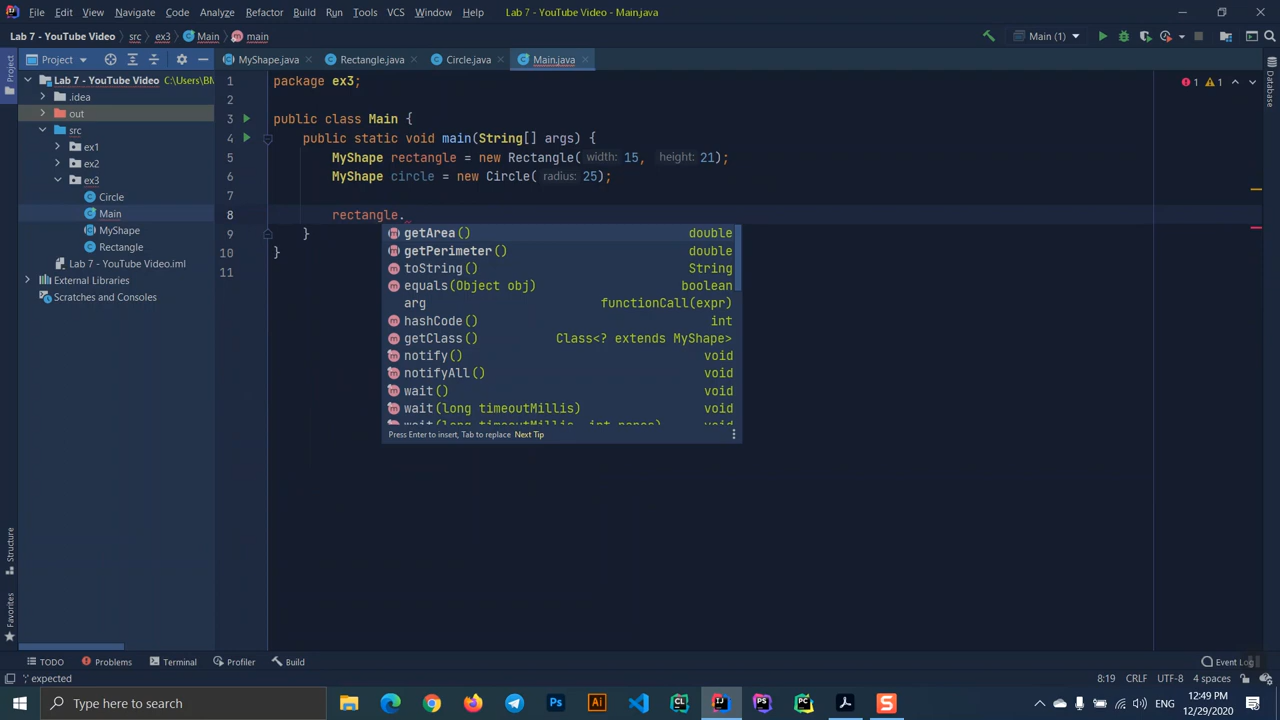 File Edit View Navigate Code Analyze Refactor Build Run Tools VCS Window Help Lab 7 - YouTube Video - Main.java
Lab 7 - YouTube Video src ex3 Main main Main (1)
Project MyShape.java Rectangle.java Circle.java Main.java
Project
Lab 7 - YouTube Video C:\Users\BM
.idea
out
src
ex1
ex2
ex3
Circle
Main
MyShape
Rectangle
Lab 7 - YouTube Video.iml
External Libraries
Scratches and Consoles
Structure
Favorites
Database
1 package ex3;
2
3 public class Main {
4 public static void main(String[] args) {
5 MyShape rectangle = new Rectangle( width: 15, height: 21);
6 MyShape circle = new Circle( radius: 25);
7
8 rectangle.
9 }
10 }
11
1 1
getArea() double
getPerimeter() double
toString() String
equals(Object obj) boolean
arg functionCall(expr)
hashCode() int
getClass() Class<? extends MyShape>
notify() void
notifyAll() void
wait() void
wait(long timeoutMillis) void
Press Enter to insert, Tab to replace Next Tip
TODO Problems Terminal Profiler Build Event Log
';' expected 8:19 CRLF UTF-8 4 spaces
Type here to search
ENG 12:49 PM
12/29/2020